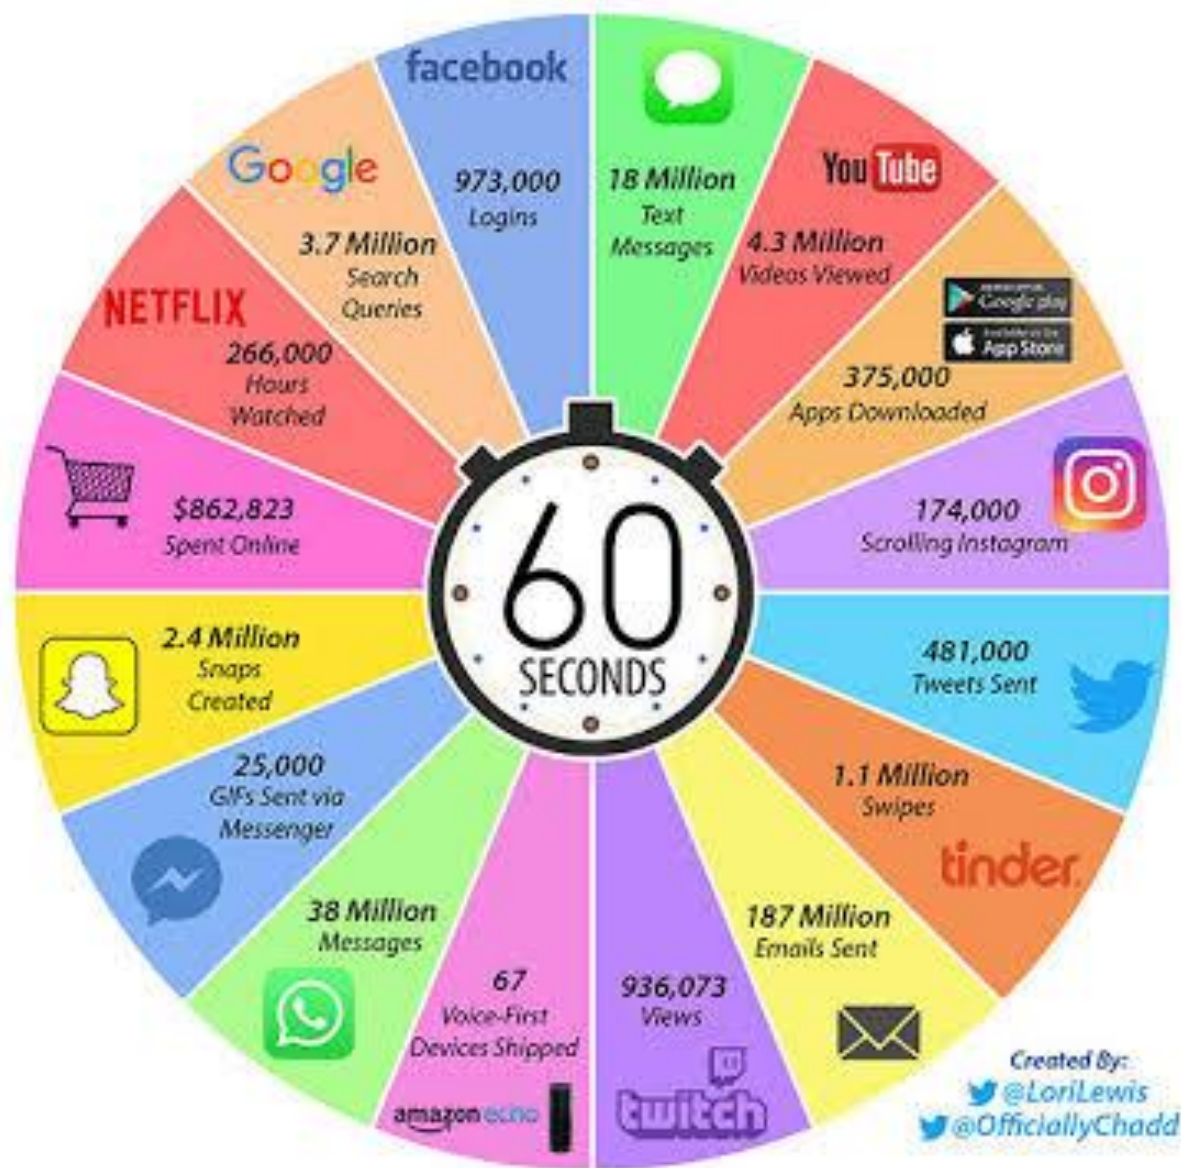 facebook
973,000
Logins
18 Million
Text
Messages
You Tube
4.3 Million
Videos Viewed
Google play
App Store
375,000
Apps Downloaded
174,000
Scrolling Instagram
481,000
Tweets Sent
1.1 Million
Swipes
tinder
187 Million
Emails Sent
936,073
Views
twitch
67
Voice-First
Devices Shipped
amazon echo
38 Million
Messages
25,000
GIFs Sent via
Messenger
2.4 Million
Snaps
Created
$862,823
Spent Online
NETFLIX
266,000
Hours
Watched
Google
3.7 Million
Search
Queries
60
SECONDS
Created By:
@LoriLewis
@OfficiallyChadd